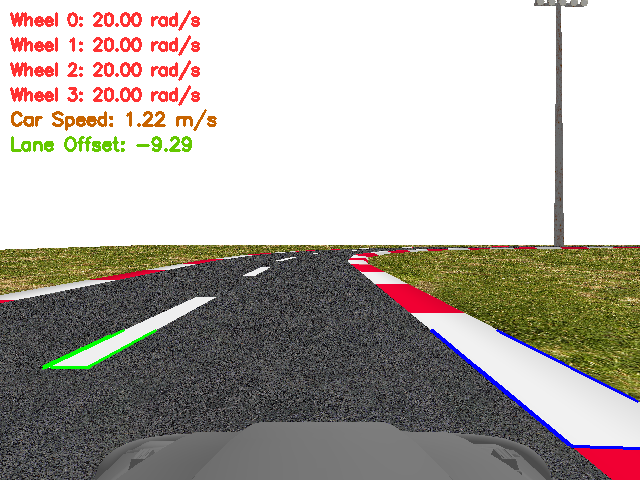 Wheel 0: 20.00 rad/s
Wheel 1: 20.00 rad/s
Wheel 2: 20.00 rad/s
Wheel 3: 20.00 rad/s
Car Speed: 1.22 m/s
Lane Offset: -9.29